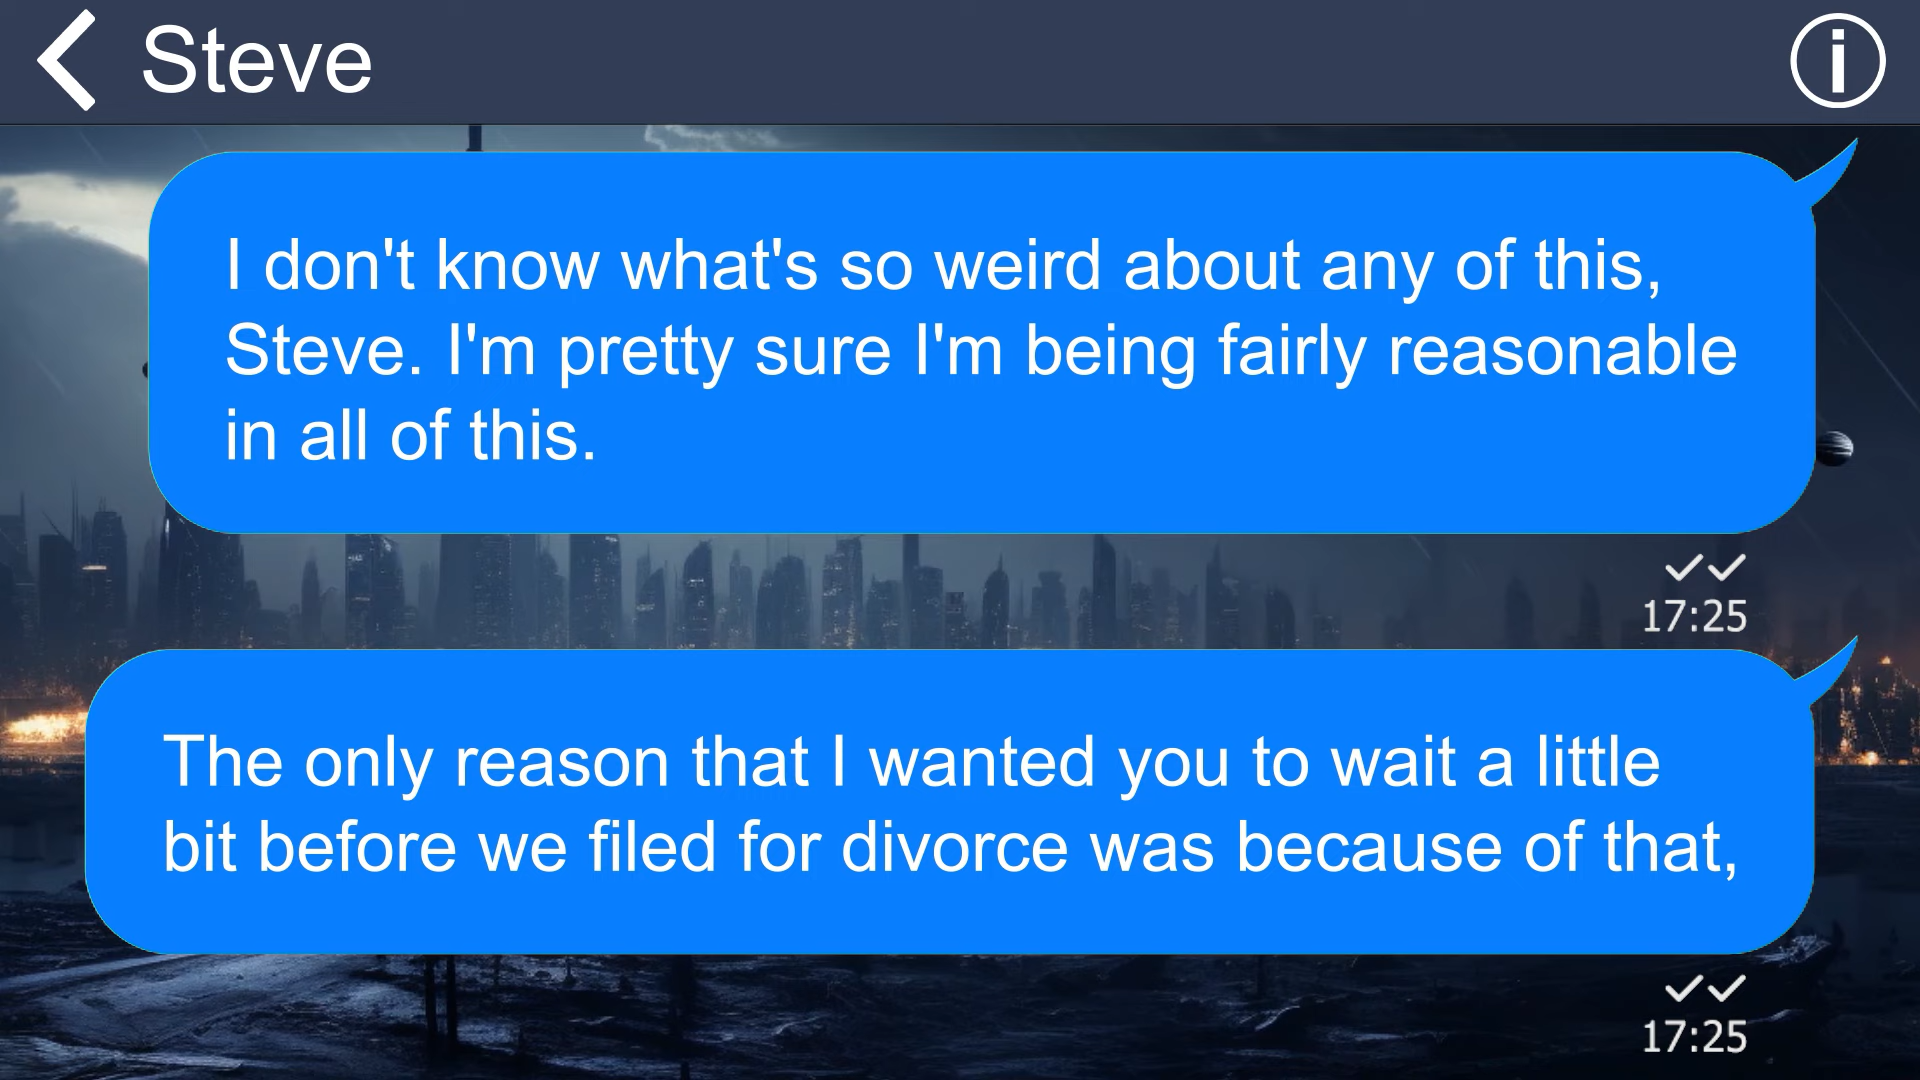 Steve
I don't know what's so weird about any of this,
Steve. I'm pretty sure I'm being fairly reasonable
in all of this.
17:25
The only reason that I wanted you to wait a little
bit before we filed for divorce was because of that,
17:25